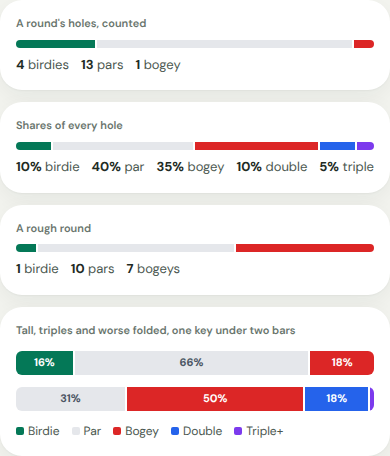 A round's holes, counted
4 birdies 13 pars 1 bogey
Shares of every hole
10% birdie 40% par 35% bogey 10% double 5% triple
A rough round
1 birdie 10 pars 7 bogeys
Tall, triples and worse folded, one key under two bars
16% 66% 18%
31% 50% 18%
Birdie Par Bogey Double Triple+